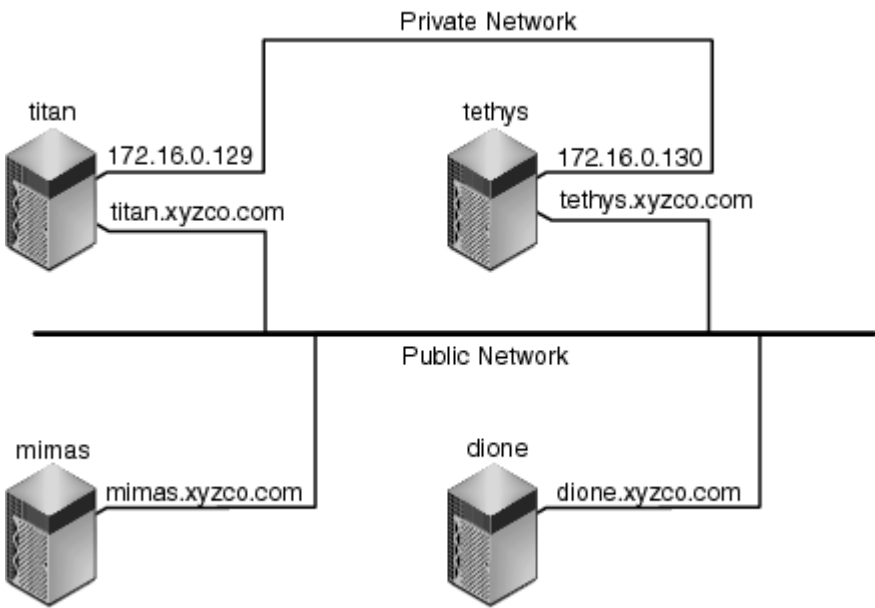 Private Network
titan
tethys
172.16.0.129
172.16.0.130
titan.xyzco.com
tethys.xyzco.com
Public Network
mimas
dione
mimas.xyzco.com
dione.xyzco.com